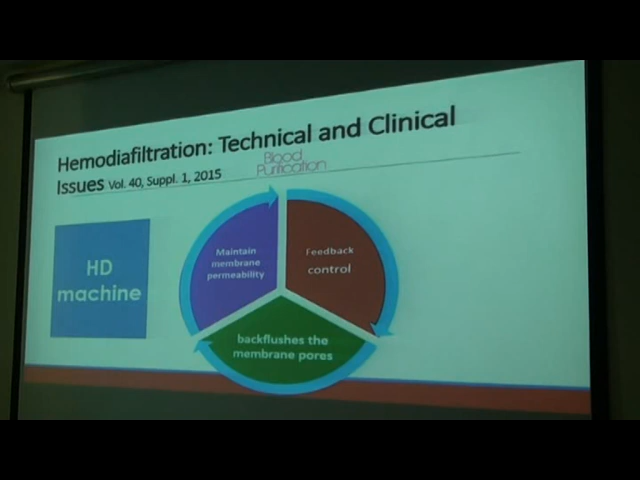 Hemodiafiltration: Technical and Clinical
Issues Vol. 40, Suppl. 1, 2015
Blood
Purification
HD
machine
Maintain
membrane
permeability
Feedback
control
backflushes the
membrane pores